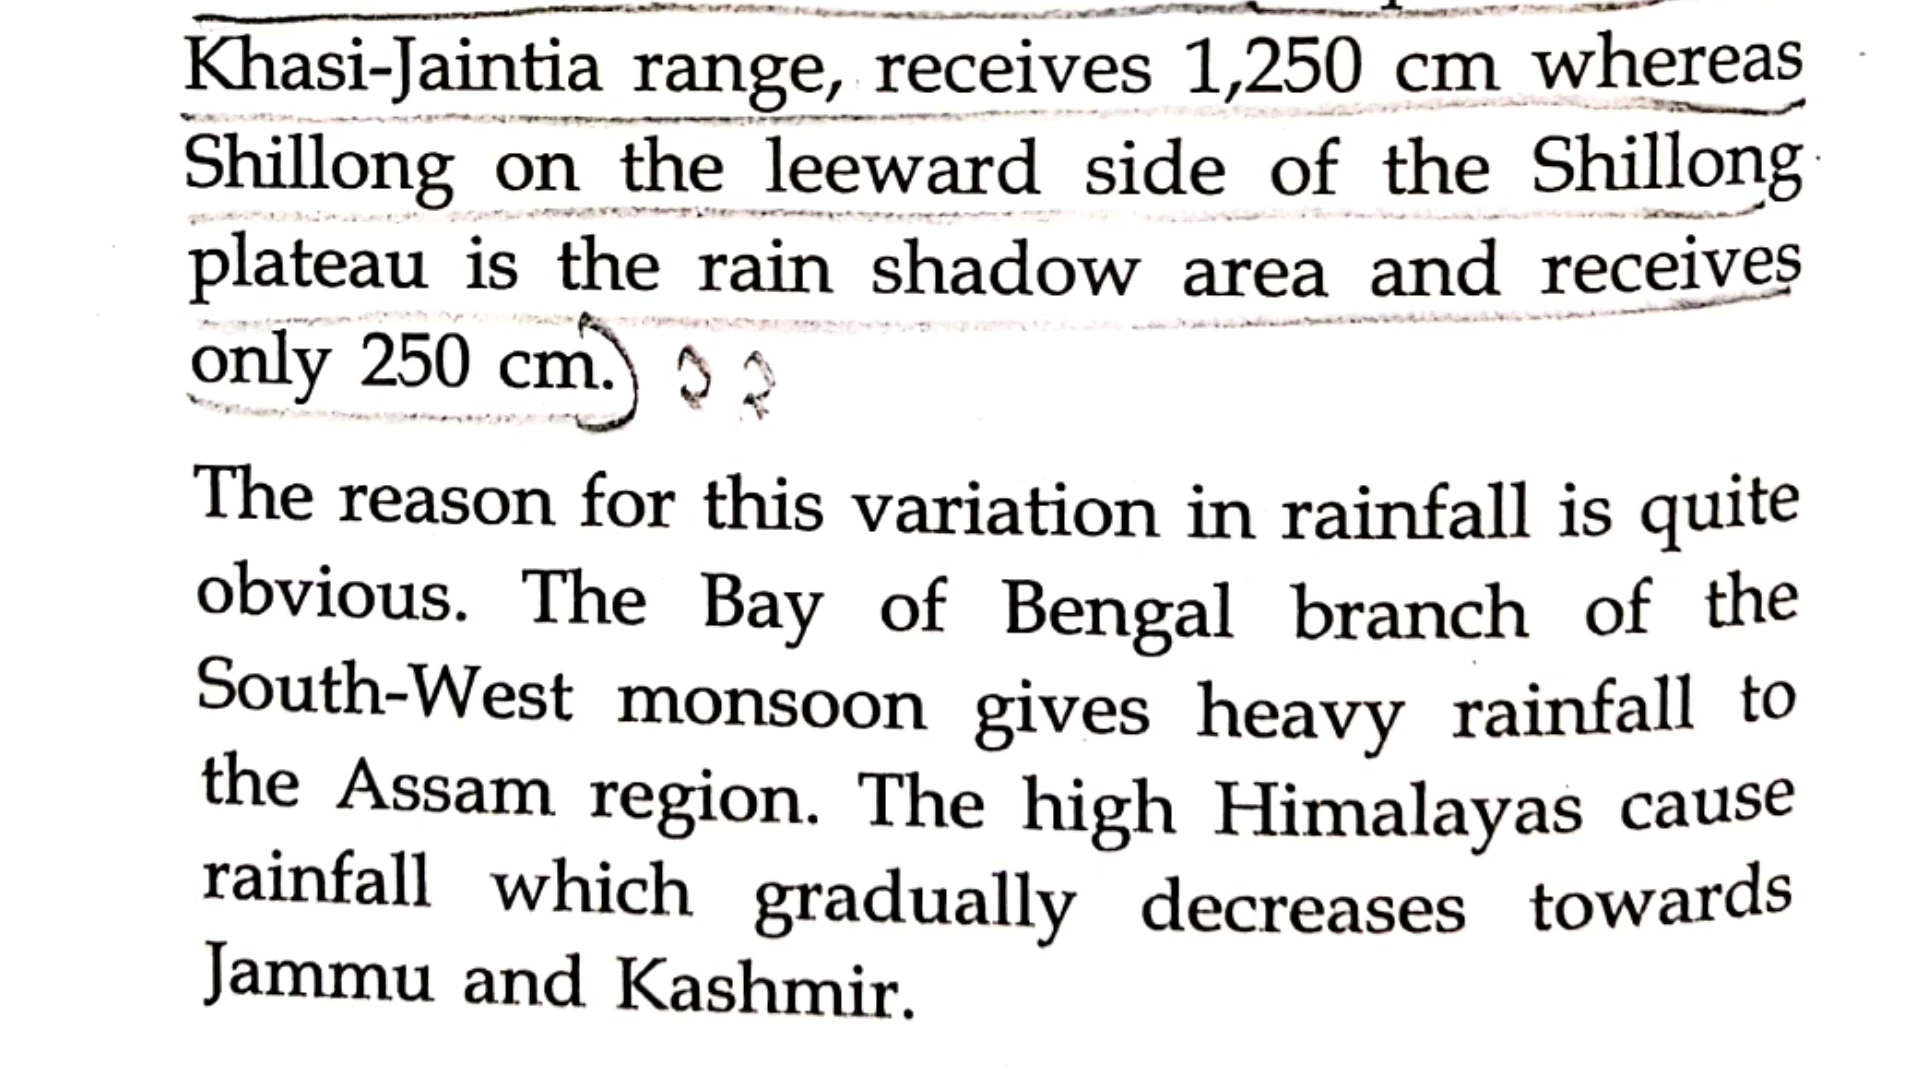 Khasi-Jaintia range, receives 1,250 cm whereas
Shillong on the leeward side of the Shillong
plateau is the rain shadow area and receives
only 250 cm.)
The reason for this variation in rainfall is quite
obvious. The Bay of Bengal branch of the
South-West monsoon gives heavy rainfall to
the Assam region. The high Himalayas cause
rainfall which gradually decreases towards
Jammu and Kashmir.